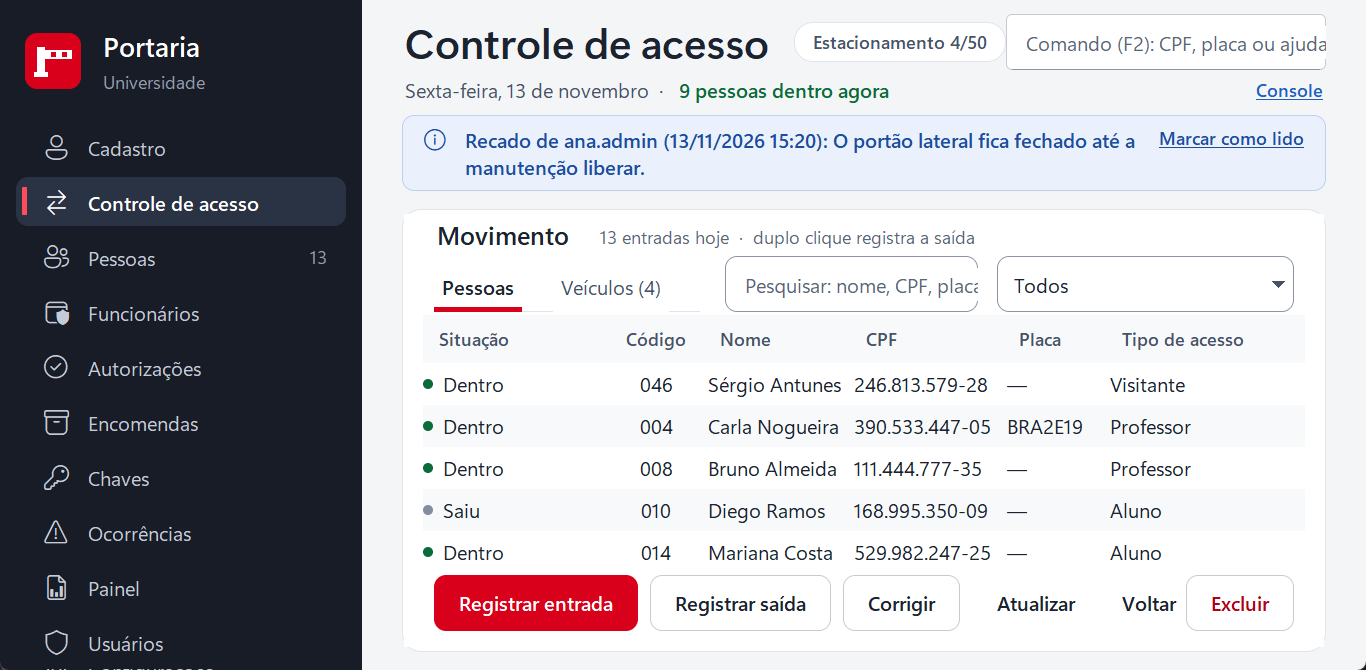 Portaria
Universidade
Cadastro
Controle de acesso
Pessoas 13
Funcionários
Autorizações
Encomendas
Chaves
Ocorrências
Painel
Usuários
Controle de acesso
Estacionamento 4/50
Comando (F2): CPF, placa ou ajuda
Sexta-feira, 13 de novembro · 9 pessoas dentro agora
Console
Recado de ana.admin (13/11/2026 15:20): O portão lateral fica fechado até a
manutenção liberar.
Marcar como lido
Movimento 13 entradas hoje · duplo clique registra a saída
Pessoas Veículos (4) Pesquisar: nome, CPF, placa Todos
Situação Código Nome CPF Placa Tipo de acesso
Dentro 046 Sérgio Antunes 246.813.579-28 — Visitante
Dentro 004 Carla Nogueira 390.533.447-05 BRA2E19 Professor
Dentro 008 Bruno Almeida 111.444.777-35 — Professor
Saiu 010 Diego Ramos 168.995.350-09 — Aluno
Dentro 014 Mariana Costa 529.982.247-25 — Aluno
Registrar entrada Registrar saída Corrigir Atualizar Voltar Excluir